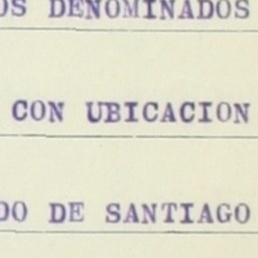 OS DENOMINADOS
CON UBICACION
DO DE SANTIAGO